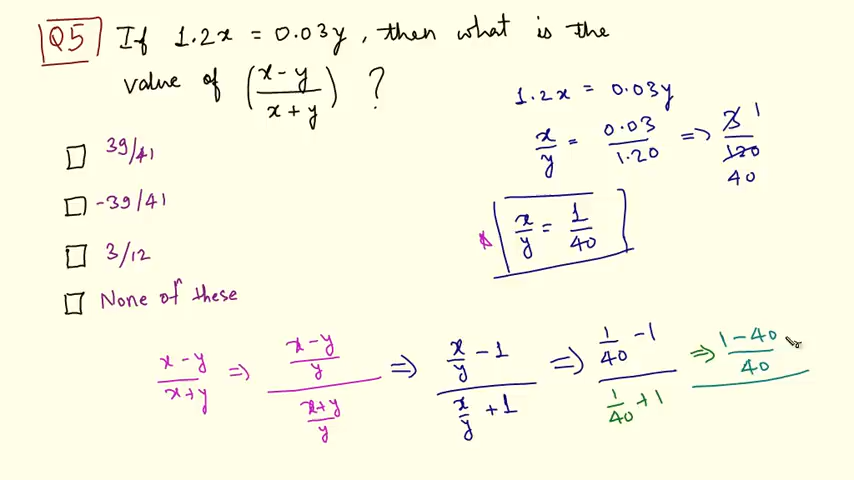 Q5 If 1.2x = 0.03y, then what is the
value of ((x - y)/(x + y)) ?
39/41
-39/41
3/12
None of these
1.2x = 0.03y
x/y = 0.03/1.20 => 3/120 1/40
x/y = 1/40
(x - y)/(x + y) => ((x - y)/y)/((x + y)/y) => (x/y - 1)/(x/y + 1) => (1/40 - 1)/(1/40 + 1) => (1 - 40)/40